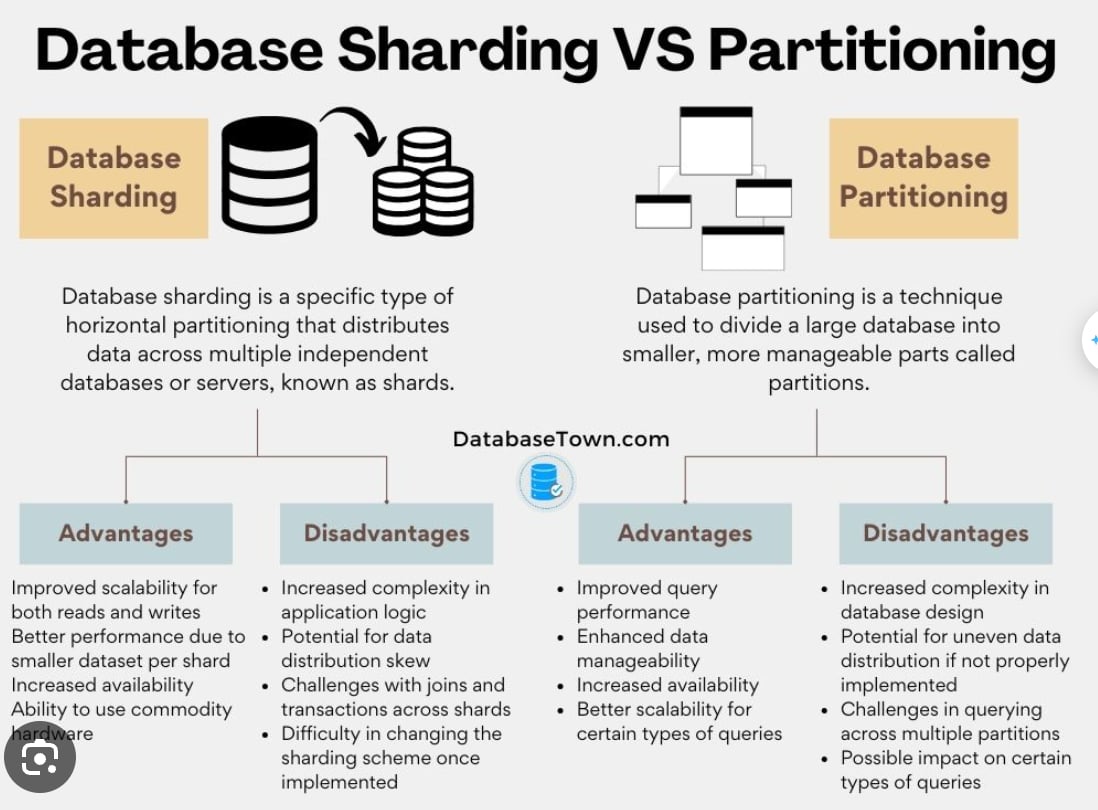 Database Sharding VS Partitioning
Database
Sharding
Database
Partitioning
Database sharding is a specific type of
horizontal partitioning that distributes
data across multiple independent
databases or servers, known as shards.
Database partitioning is a technique
used to divide a large database into
smaller, more manageable parts called
partitions.
DatabaseTown.com
Advantages
Improved scalability for
both reads and writes
Better performance due to
smaller dataset per shard
Increased availability
Ability to use commodity
hardware
Disadvantages
• Increased complexity in
application logic
• Potential for data
distribution skew
• Challenges with joins and
transactions across shards
• Difficulty in changing the
sharding scheme once
implemented
Advantages
• Improved query
performance
• Enhanced data
manageability
• Increased availability
• Better scalability for
certain types of queries
Disadvantages
• Increased complexity in
database design
• Potential for uneven data
distribution if not properly
implemented
• Challenges in querying
across multiple partitions
• Possible impact on certain
types of queries